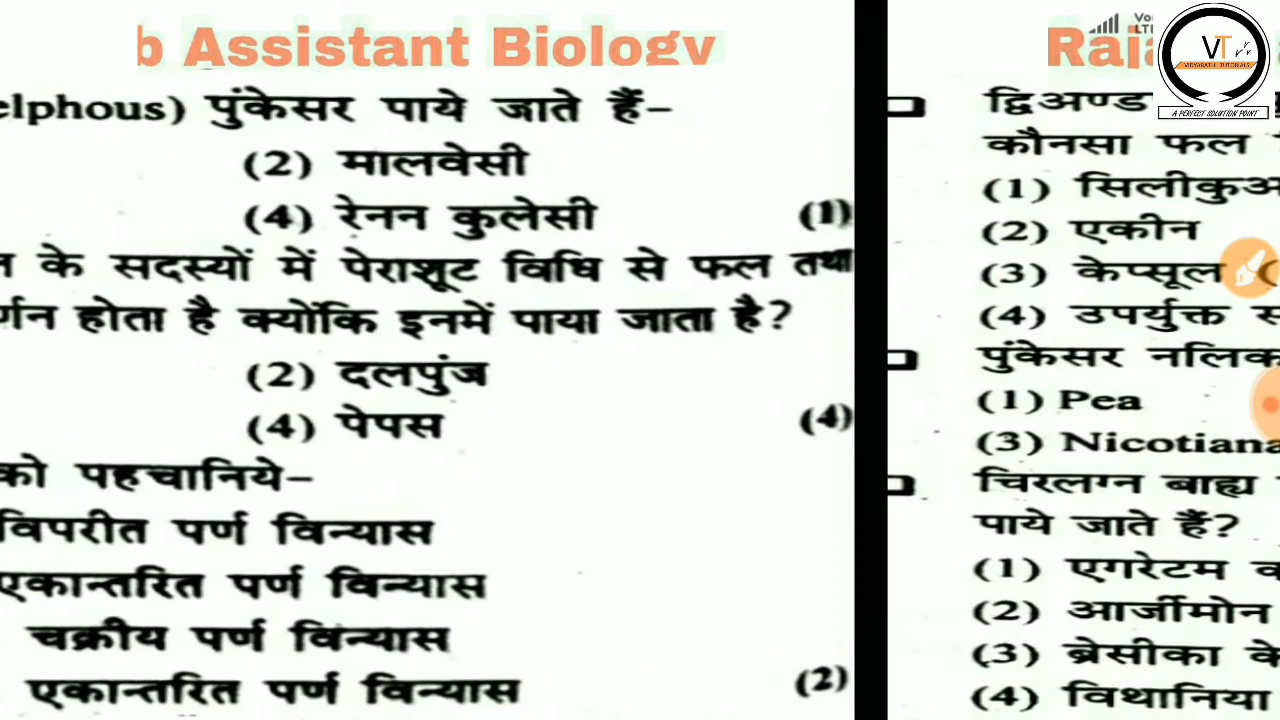 b Assistant Biology
elphous) पुंकेसर पाये जाते हैं-
(2) मालवेसी
(4) रेनन कुलेसी (1)
के सदस्यों में पेराशूट विधि से फल तथा
होता है क्योंकि इनमें पाया जाता है?
(2) दलपुंज
(4) पेपस (4)
को पहचानिये-
विपरीत पर्ण विन्यास
एकान्तरित पर्ण विन्यास
चक्रीय पर्ण विन्यास
एकान्तरित पर्ण विन्यास (2)
Raj
VT
VIDYARATHI TUTORIALS
A PERFECT SOLUTION POINT
द्विअण्ड
कौनसा फल
(1) सिलीकुअ
(2) एकीन
(3) केप्सूल
(4) उपर्युक्त स
पुंकेसर नलिक
(1) Pea
(3) Nicotiana
चिरलग्न बाह्य
पाये जाते हैं?
(1) एगरेटम
(2) आर्जीमोन
(3) ब्रेसीका के
(4) विथानिया